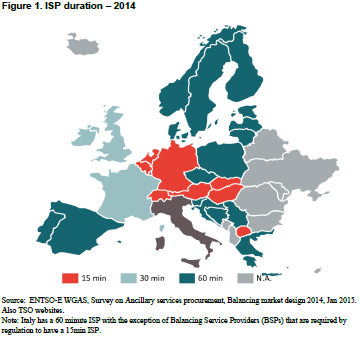 Figure 1. ISP duration – 2014
15 min 30 min 60 min N.A.
Source: ENTSO-E WGAS, Survey on Ancillary services procurement, Balancing market design 2014, Jan 2015.
Also TSO websites.
Note: Italy has a 60 minute ISP with the exception of Balancing Service Providers (BSPs) that are required by
regulation to have a 15min ISP.